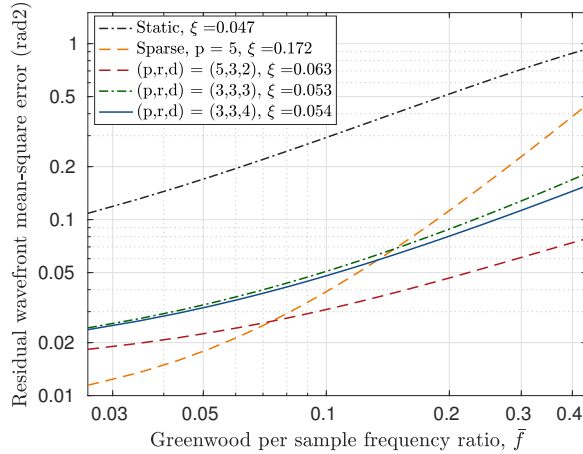 Residual wavefront mean-square error (rad2)
1
0.5
0.2
0.1
0.05
0.02
0.01
Static, ξ=0.047
Sparse, p = 5, ξ=0.172
(p,r,d) = (5,3,2), ξ=0.063
(p,r,d) = (3,3,3), ξ=0.053
(p,r,d) = (3,3,4), ξ=0.054
0.03 0.05 0.1 0.2 0.3 0.4
Greenwood per sample frequency ratio, f̄